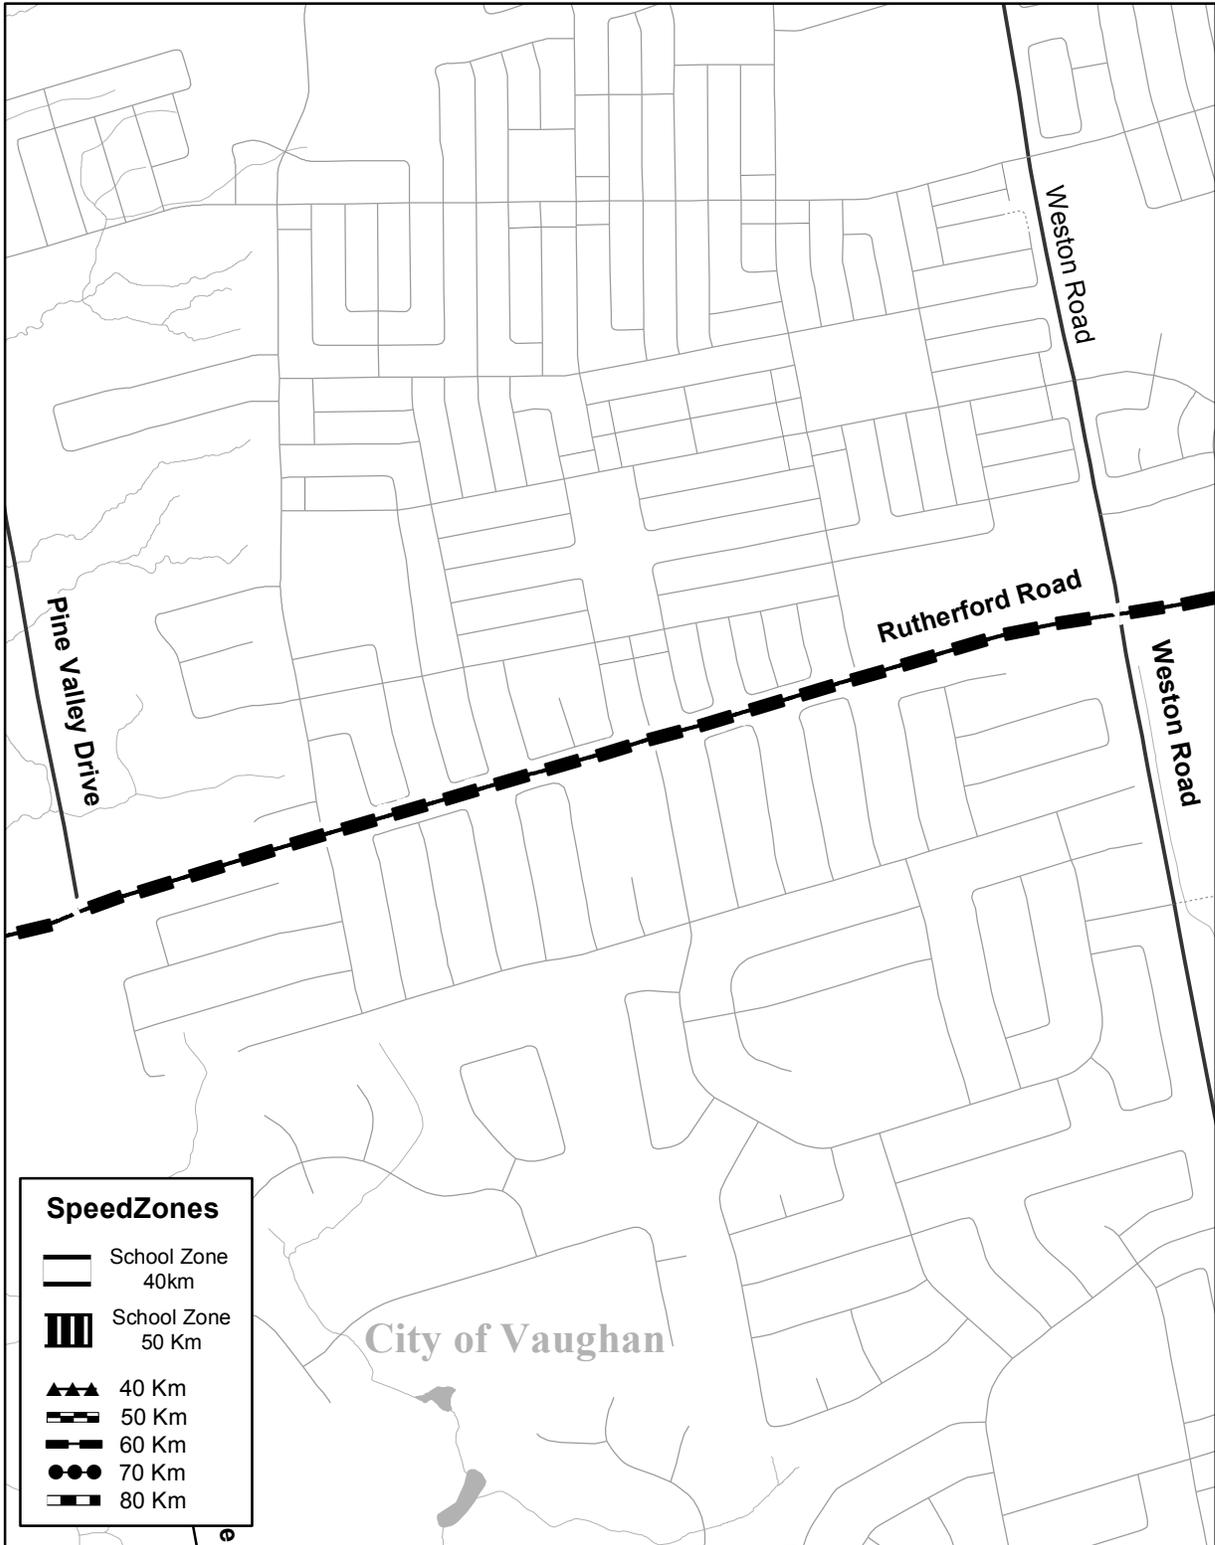 Weston Road
Rutherford Road
Pine Valley Drive
Weston Road
SpeedZones
School Zone
40km
School Zone
50 Km
40 Km
50 Km
60 Km
70 Km
80 Km
City of Vaughan
e